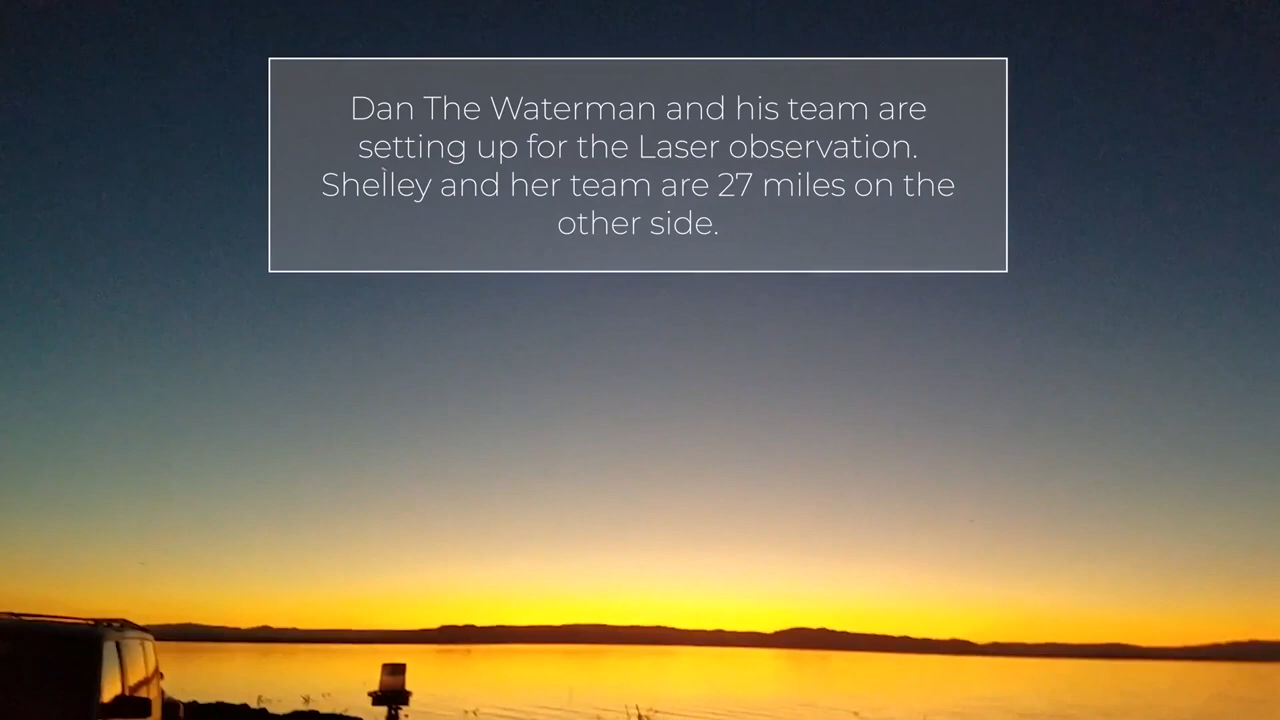 Dan The Waterman and his team are
setting up for the Laser observation.
Shelley and her team are 27 miles on the
other side.